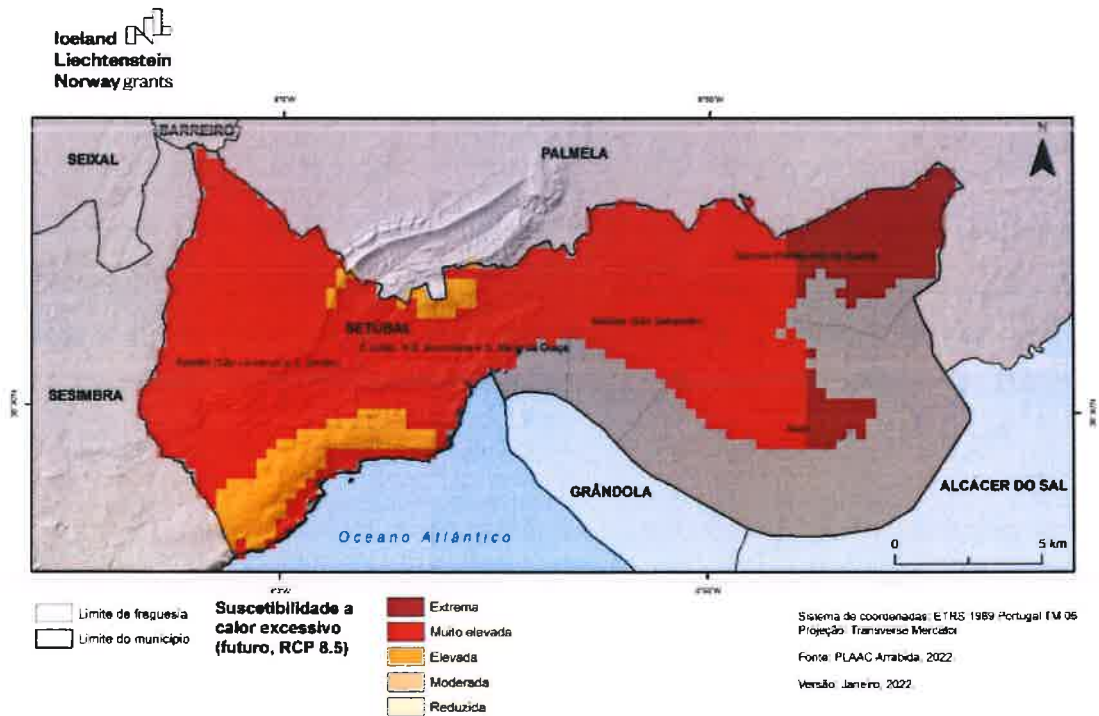 Iceland
Liechtenstein
Norway grants
BARREIRO
SEIXAL
PALMELA
N
SETÚBAL
SESIMBRA
GRÂNDOLA
ALCÁCER DO SAL
Oceano Atlântico
0 5 km
Limite de freguesia
Limite do município
Suscetibilidade a
calor excessivo
(futuro, RCP 8.5)
Extrema
Muito elevada
Elevada
Moderada
Reduzida
Sistema de coordenadas: ETRS 1989 Portugal TM 06
Projeção: Transverse Mercator
Fonte: PLAAC-Arrábida, 2022.
Versão: Janeiro, 2022.